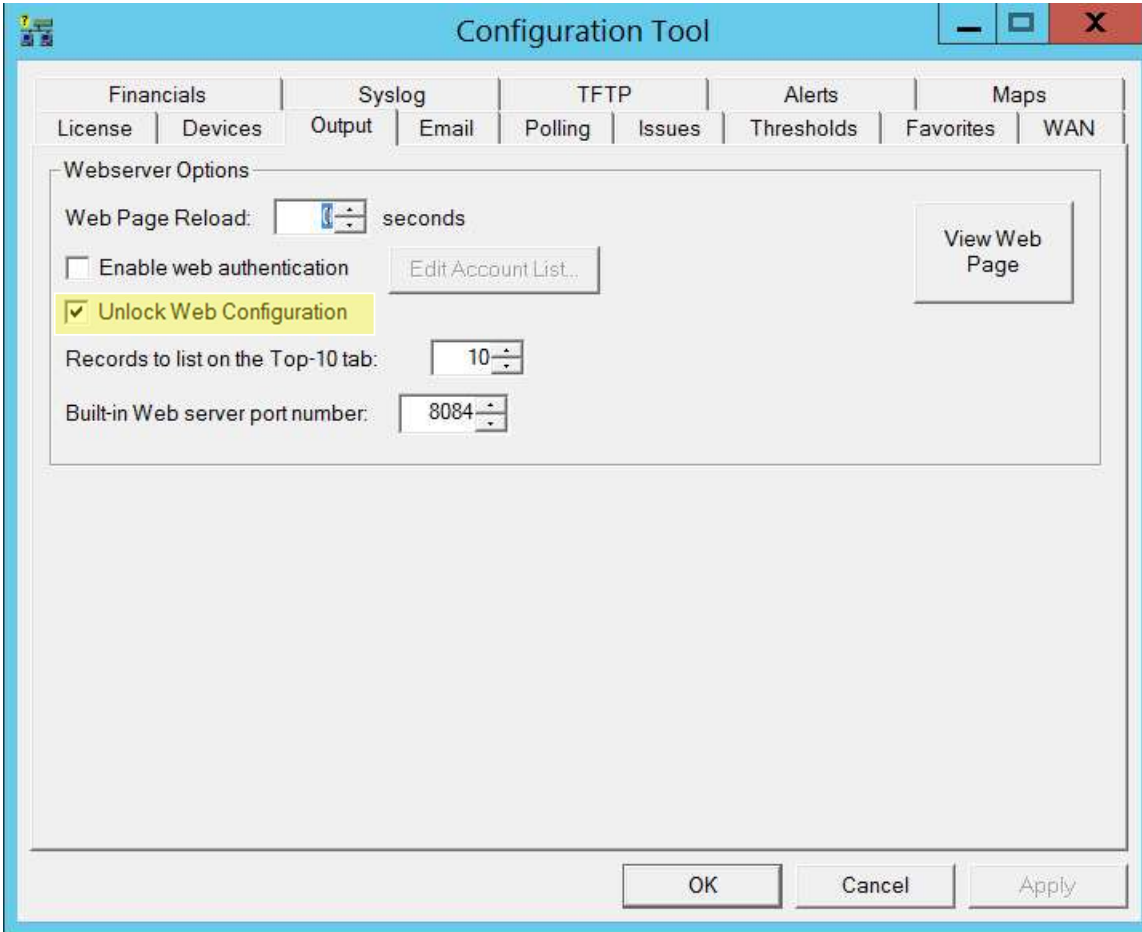 Configuration Tool
X
Financials Syslog TFTP Alerts Maps
License Devices Output Email Polling Issues Thresholds Favorites WAN
Webserver Options
Web Page Reload: seconds
View Web
Page
Enable web authentication Edit Account List...
Unlock Web Configuration
Records to list on the Top-10 tab: 10
Built-in Web server port number: 8084
OK Cancel Apply